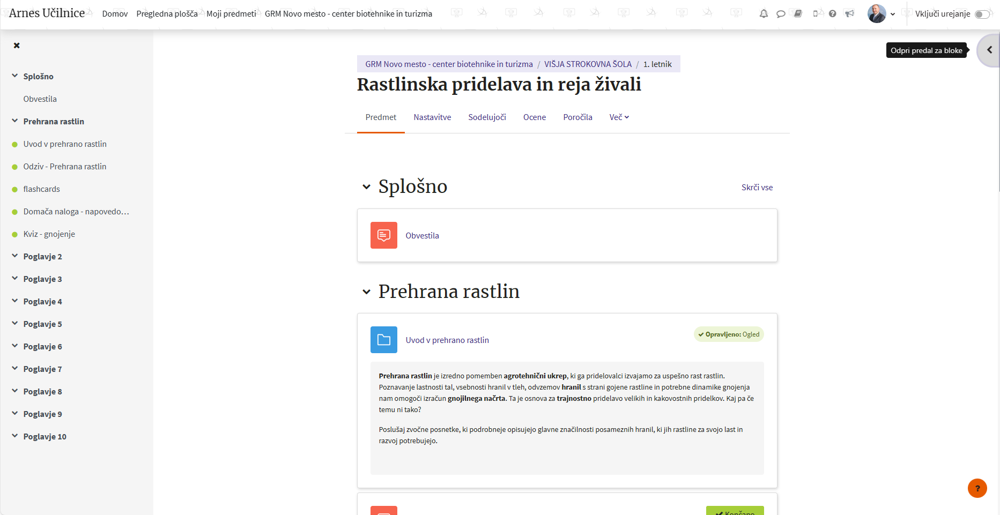 Arnes Učilnice Domov Pregledna plošča Moji predmeti GRM Novo mesto - center biotehnike in turizma Vključi urejanje
Odpri predal za bloke
Splošno
Obvestila
Prehrana rastlin
Uvod v prehrano rastlin
Odziv - Prehrana rastlin
flashcards
Domača naloga - napovedo...
Kviz - gnojenje
Poglavje 2
Poglavje 3
Poglavje 4
Poglavje 5
Poglavje 6
Poglavje 7
Poglavje 8
Poglavje 9
Poglavje 10
GRM Novo mesto - center biotehnike in turizma / VIŠJA STROKOVNA ŠOLA / 1. letnik
Rastlinska pridelava in reja živali
Predmet Nastavitve Sodelujoči Ocene Poročila Več
Splošno Skrči vse
Obvestila
Prehrana rastlin
Uvod v prehrano rastlin Opravljeno: Ogled
Prehrana rastlin je izredno pomemben agrotehnični ukrep, ki ga pridelovalci izvajamo za uspešno rast rastlin.
Poznavanje lastnosti tal, vsebnosti hranil v tleh, odvzemov hranil s strani gojene rastline in potrebne dinamike gnojenja
nam omogoči izračun gnojilnega načrta. Ta je osnova za trajnostno pridelavo velikih in kakovostnih pridelkov. Kaj pa če
temu ni tako?
Poslušaj zvočne posnetke, ki podrobneje opisujejo glavne značilnosti posameznih hranil, ki jih rastline za svojo last in
razvoj potrebujejo.
?
Končano